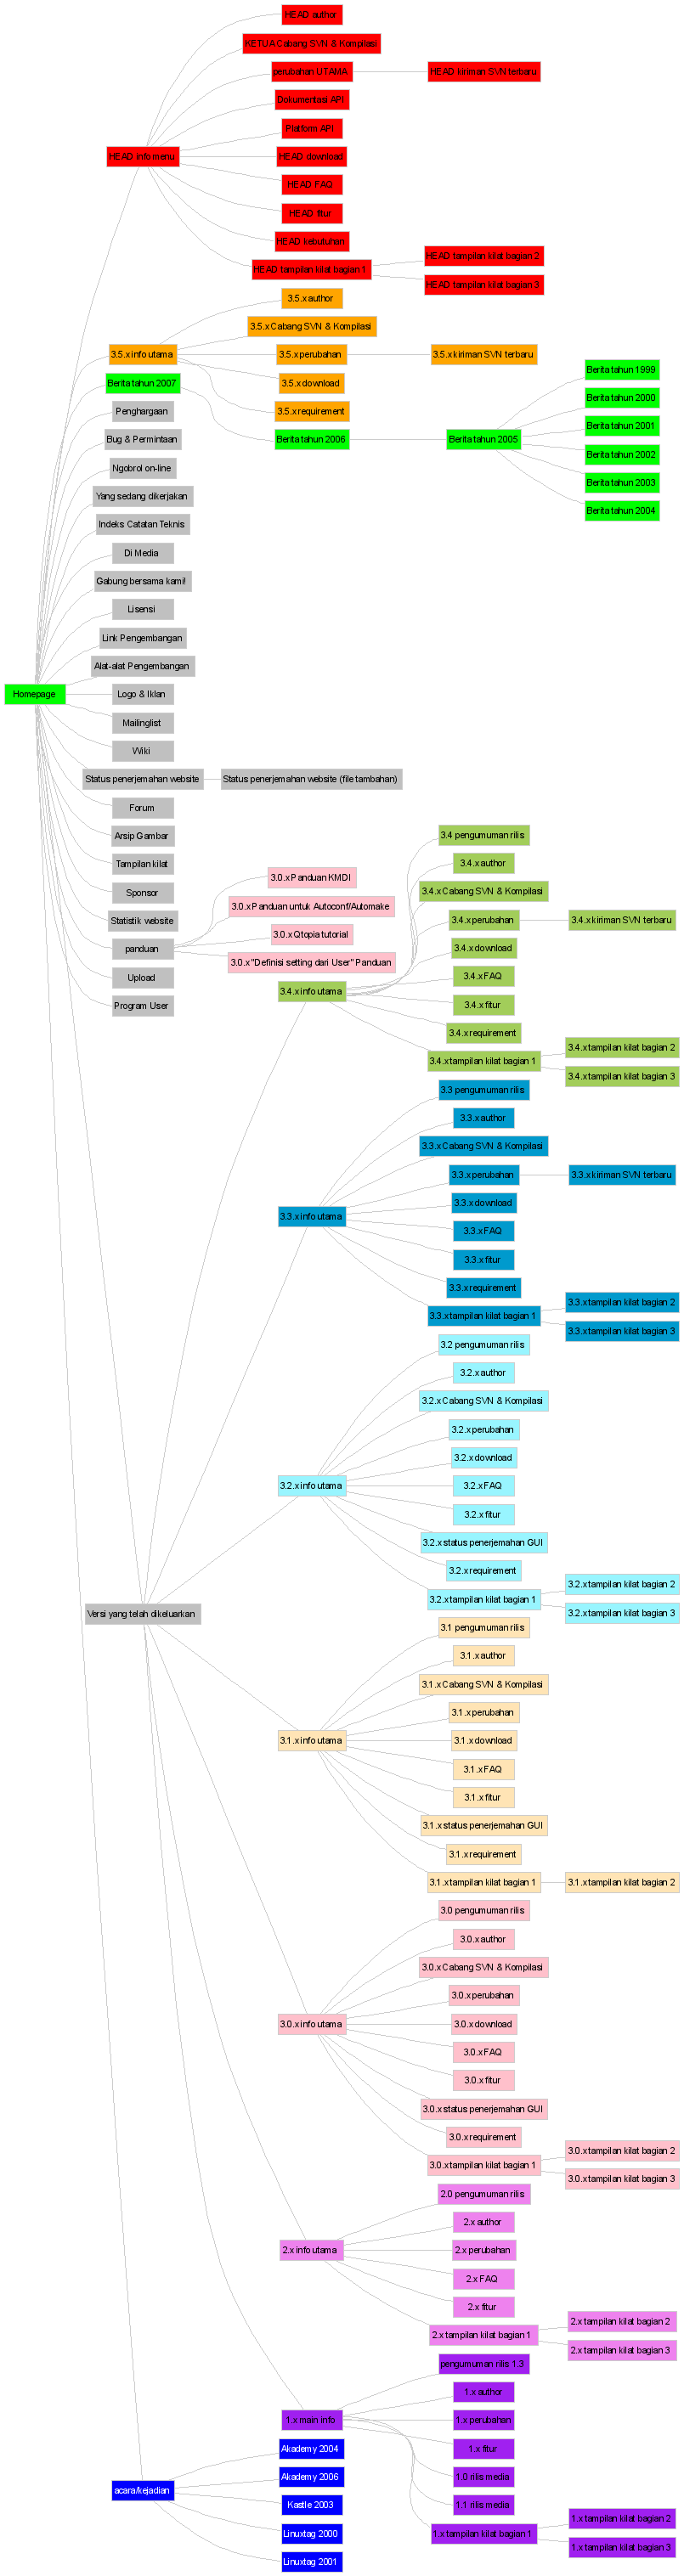 HEAD author
KETUA Cabang SVN & Kompilasi
perubahan UTAMA
HEAD kiriman SVN terbaru
Dokumentasi API
Platform API
HEAD info menu
HEAD download
HEAD FAQ
HEAD fitur
HEAD kebutuhan
HEAD tampilan kilat bagian 1
HEAD tampilan kilat bagian 2
HEAD tampilan kilat bagian 3
3.5.x author
3.5.x Cabang SVN & Kompilasi
3.5.x info utama
3.5.x perubahan
3.5.x kiriman SVN terbaru
3.5.x download
3.5.x requirement
Berita tahun 2007
Berita tahun 2006
Berita tahun 2005
Berita tahun 1999
Berita tahun 2000
Berita tahun 2001
Berita tahun 2002
Berita tahun 2003
Berita tahun 2004
Penghargaan
Bug & Permintaan
Ngobrol on-line
Yang sedang dikerjakan
Indeks Catatan Teknis
Di Media
Gabung bersama kami!
Lisensi
Link Pengembangan
Alat-alat Pengembangan
Homepage
Logo & Iklan
Mailinglist
Wiki
Status penerjemahan website
Status penerjemahan website (file tambahan)
Forum
Arsip Gambar
Tampilan kilat
Sponsor
Statistik website
panduan
Upload
Program User
3.0.x Panduan KMDI
3.0.x Panduan untuk Autoconf/Automake
3.0.x Qtopia tutorial
3.0.x "Definisi setting dari User" Panduan
3.4.x info utama
3.4 pengumuman rilis
3.4.x author
3.4.x Cabang SVN & Kompilasi
3.4.x perubahan
3.4.x kiriman SVN terbaru
3.4.x download
3.4.x FAQ
3.4.x fitur
3.4.x requirement
3.4.x tampilan kilat bagian 1
3.4.x tampilan kilat bagian 2
3.4.x tampilan kilat bagian 3
3.3 pengumuman rilis
3.3.x author
3.3.x Cabang SVN & Kompilasi
3.3.x perubahan
3.3.x kiriman SVN terbaru
3.3.x info utama
3.3.x download
3.3.x FAQ
3.3.x fitur
3.3.x requirement
3.3.x tampilan kilat bagian 1
3.3.x tampilan kilat bagian 2
3.3.x tampilan kilat bagian 3
3.2 pengumuman rilis
3.2.x author
3.2.x Cabang SVN & Kompilasi
3.2.x perubahan
3.2.x download
3.2.x info utama
3.2.x FAQ
3.2.x fitur
3.2.x status penerjemahan GUI
3.2.x requirement
3.2.x tampilan kilat bagian 1
3.2.x tampilan kilat bagian 2
3.2.x tampilan kilat bagian 3
Versi yang telah dikeluarkan
3.1 pengumuman rilis
3.1.x author
3.1.x Cabang SVN & Kompilasi
3.1.x perubahan
3.1.x info utama
3.1.x download
3.1.x FAQ
3.1.x fitur
3.1.x status penerjemahan GUI
3.1.x requirement
3.1.x tampilan kilat bagian 1
3.1.x tampilan kilat bagian 2
3.0 pengumuman rilis
3.0.x author
3.0.x Cabang SVN & Kompilasi
3.0.x perubahan
3.0.x info utama
3.0.x download
3.0.x FAQ
3.0.x fitur
3.0.x status penerjemahan GUI
3.0.x requirement
3.0.x tampilan kilat bagian 1
3.0.x tampilan kilat bagian 2
3.0.x tampilan kilat bagian 3
2.0 pengumuman rilis
2.x author
2.x info utama
2.x perubahan
2.x FAQ
2.x fitur
2.x tampilan kilat bagian 1
2.x tampilan kilat bagian 2
2.x tampilan kilat bagian 3
pengumuman rilis 1.3
1.x author
1.x main info
1.x perubahan
1.x fitur
1.0 rilis media
1.1 rilis media
1.x tampilan kilat bagian 1
1.x tampilan kilat bagian 2
1.x tampilan kilat bagian 3
acara/kejadian
Akademy 2004
Akademy 2006
Kastle 2003
Linuxtag 2000
Linuxtag 2001